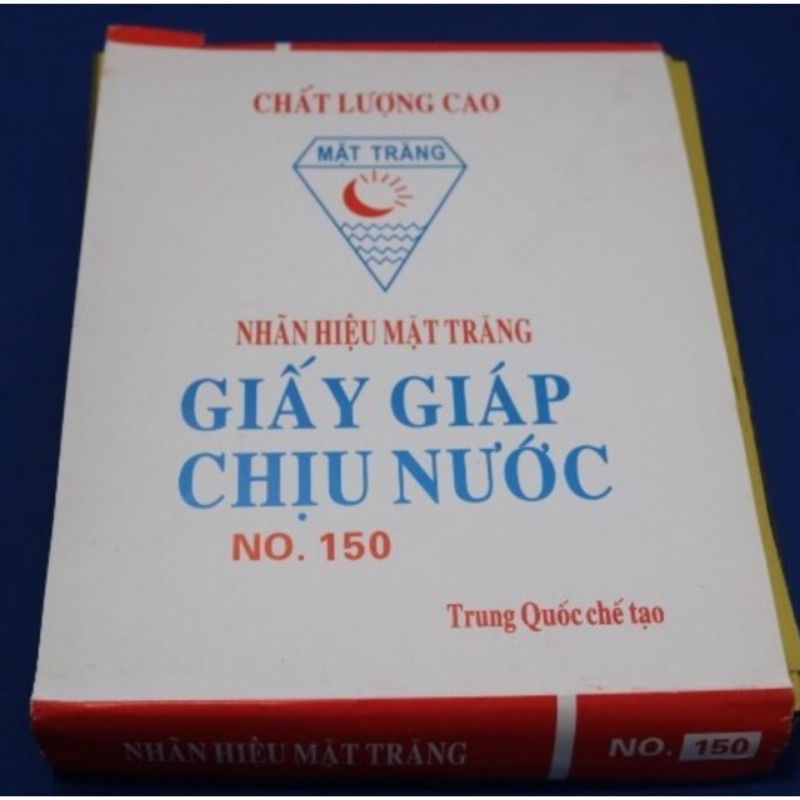 CHẤT LƯỢNG CAO
MẶT TRĂNG
NHÃN HIỆU MẶT TRĂNG
GIẤY GIÁP
CHỊU NƯỚC
NO. 150
Trung Quốc chế tạo
NHÃN HIỆU MẶT TRĂNG NO. 150